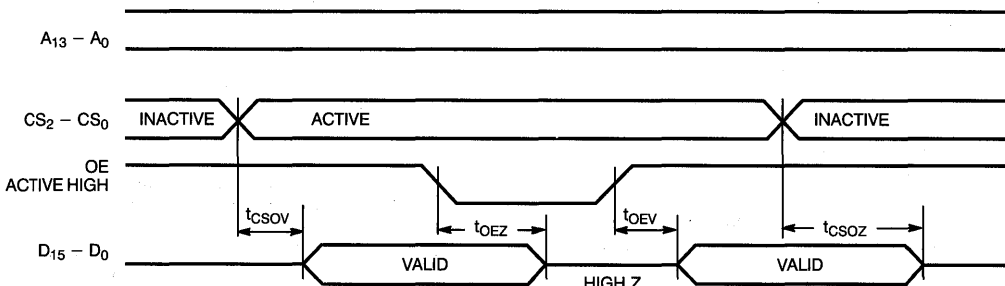 A13 – A0
CS2 – CS0 INACTIVE ACTIVE INACTIVE
OE
ACTIVE HIGH
tCSOV tOEZ tOEV tCSOZ
D15 – D0 VALID VALID
HIGH Z